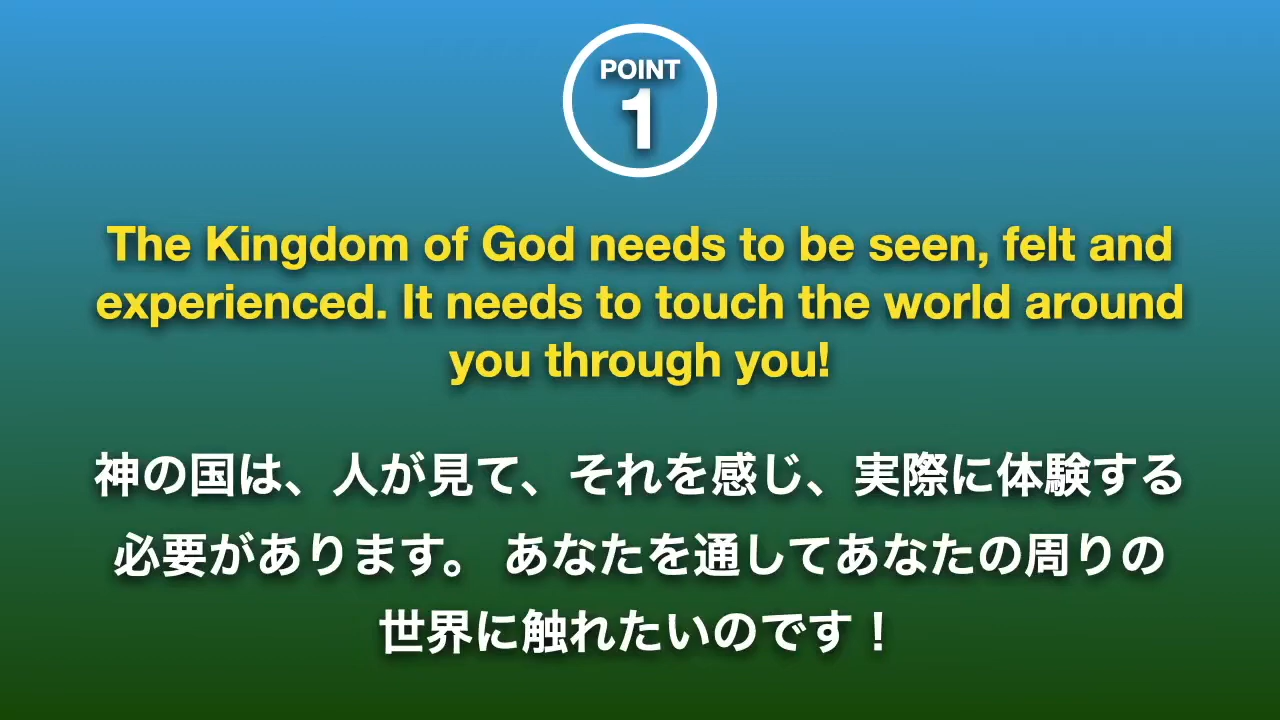 POINT
1
The Kingdom of God needs to be seen, felt and
experienced. It needs to touch the world around
you through you!
神の国は、人が見て、それを感じ、実際に体験する
必要があります。 あなたを通してあなたの周りの
世界に触れたいのです！